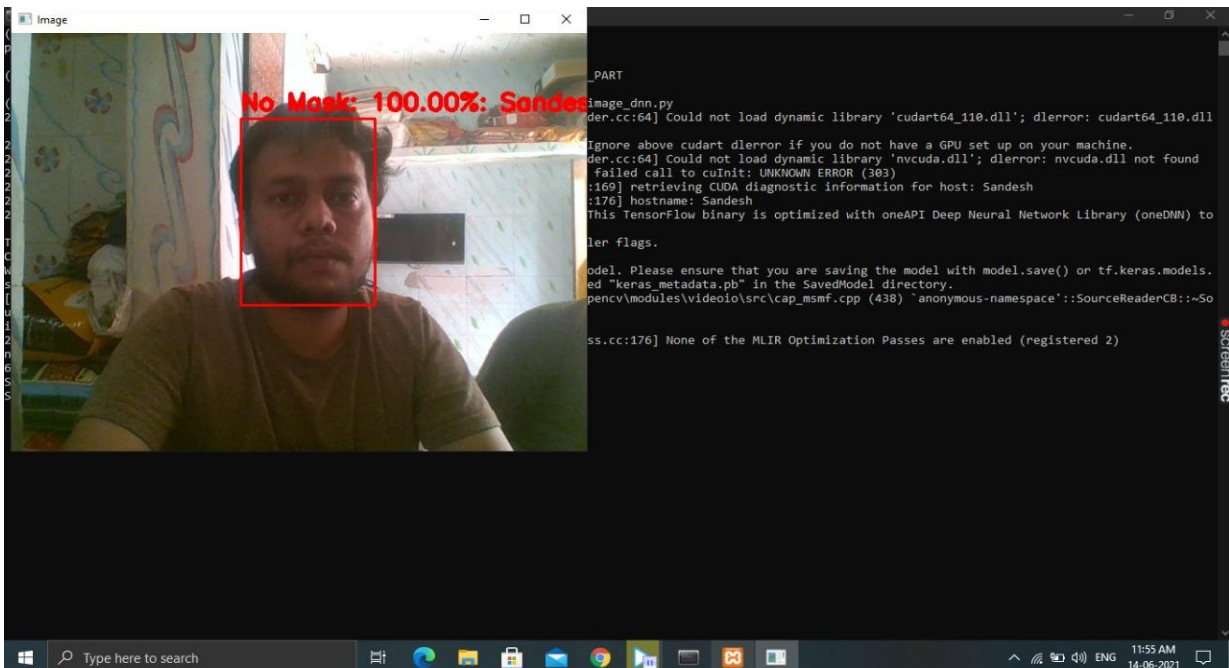 Image
No Mask: 100.00%: Sandes
_PART
image_dnn.py
der.cc:64] Could not load dynamic library 'cudart64_110.dll'; dlerror: cudart64_110.dll
Ignore above cudart dlerror if you do not have a GPU set up on your machine.
der.cc:64] Could not load dynamic library 'nvcuda.dll'; dlerror: nvcuda.dll not found
failed call to cuInit: UNKNOWN ERROR (303)
:169] retrieving CUDA diagnostic information for host: Sandesh
:176] hostname: Sandesh
This TensorFlow binary is optimized with oneAPI Deep Neural Network Library (oneDNN) to
ler flags.
odel. Please ensure that you are saving the model with model.save() or tf.keras.models.
ed "keras_metadata.pb" in the SavedModel directory.
pencv\modules\videoio\src\cap_msmf.cpp (438) `anonymous-namespace'::SourceReaderCB::~So
ss.cc:176] None of the MLIR Optimization Passes are enabled (registered 2)
screenrec
Type here to search
ENG
11:55 AM
14-06-2021